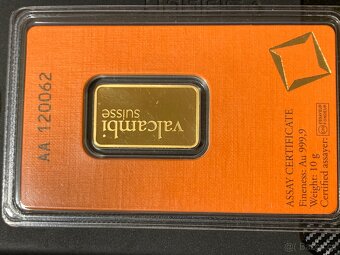 AA 120062
valcambi
suisse
ASSAY CERTIFICATE
Fineness: Au 999,9
Weight: 10 g
Certified assayer: